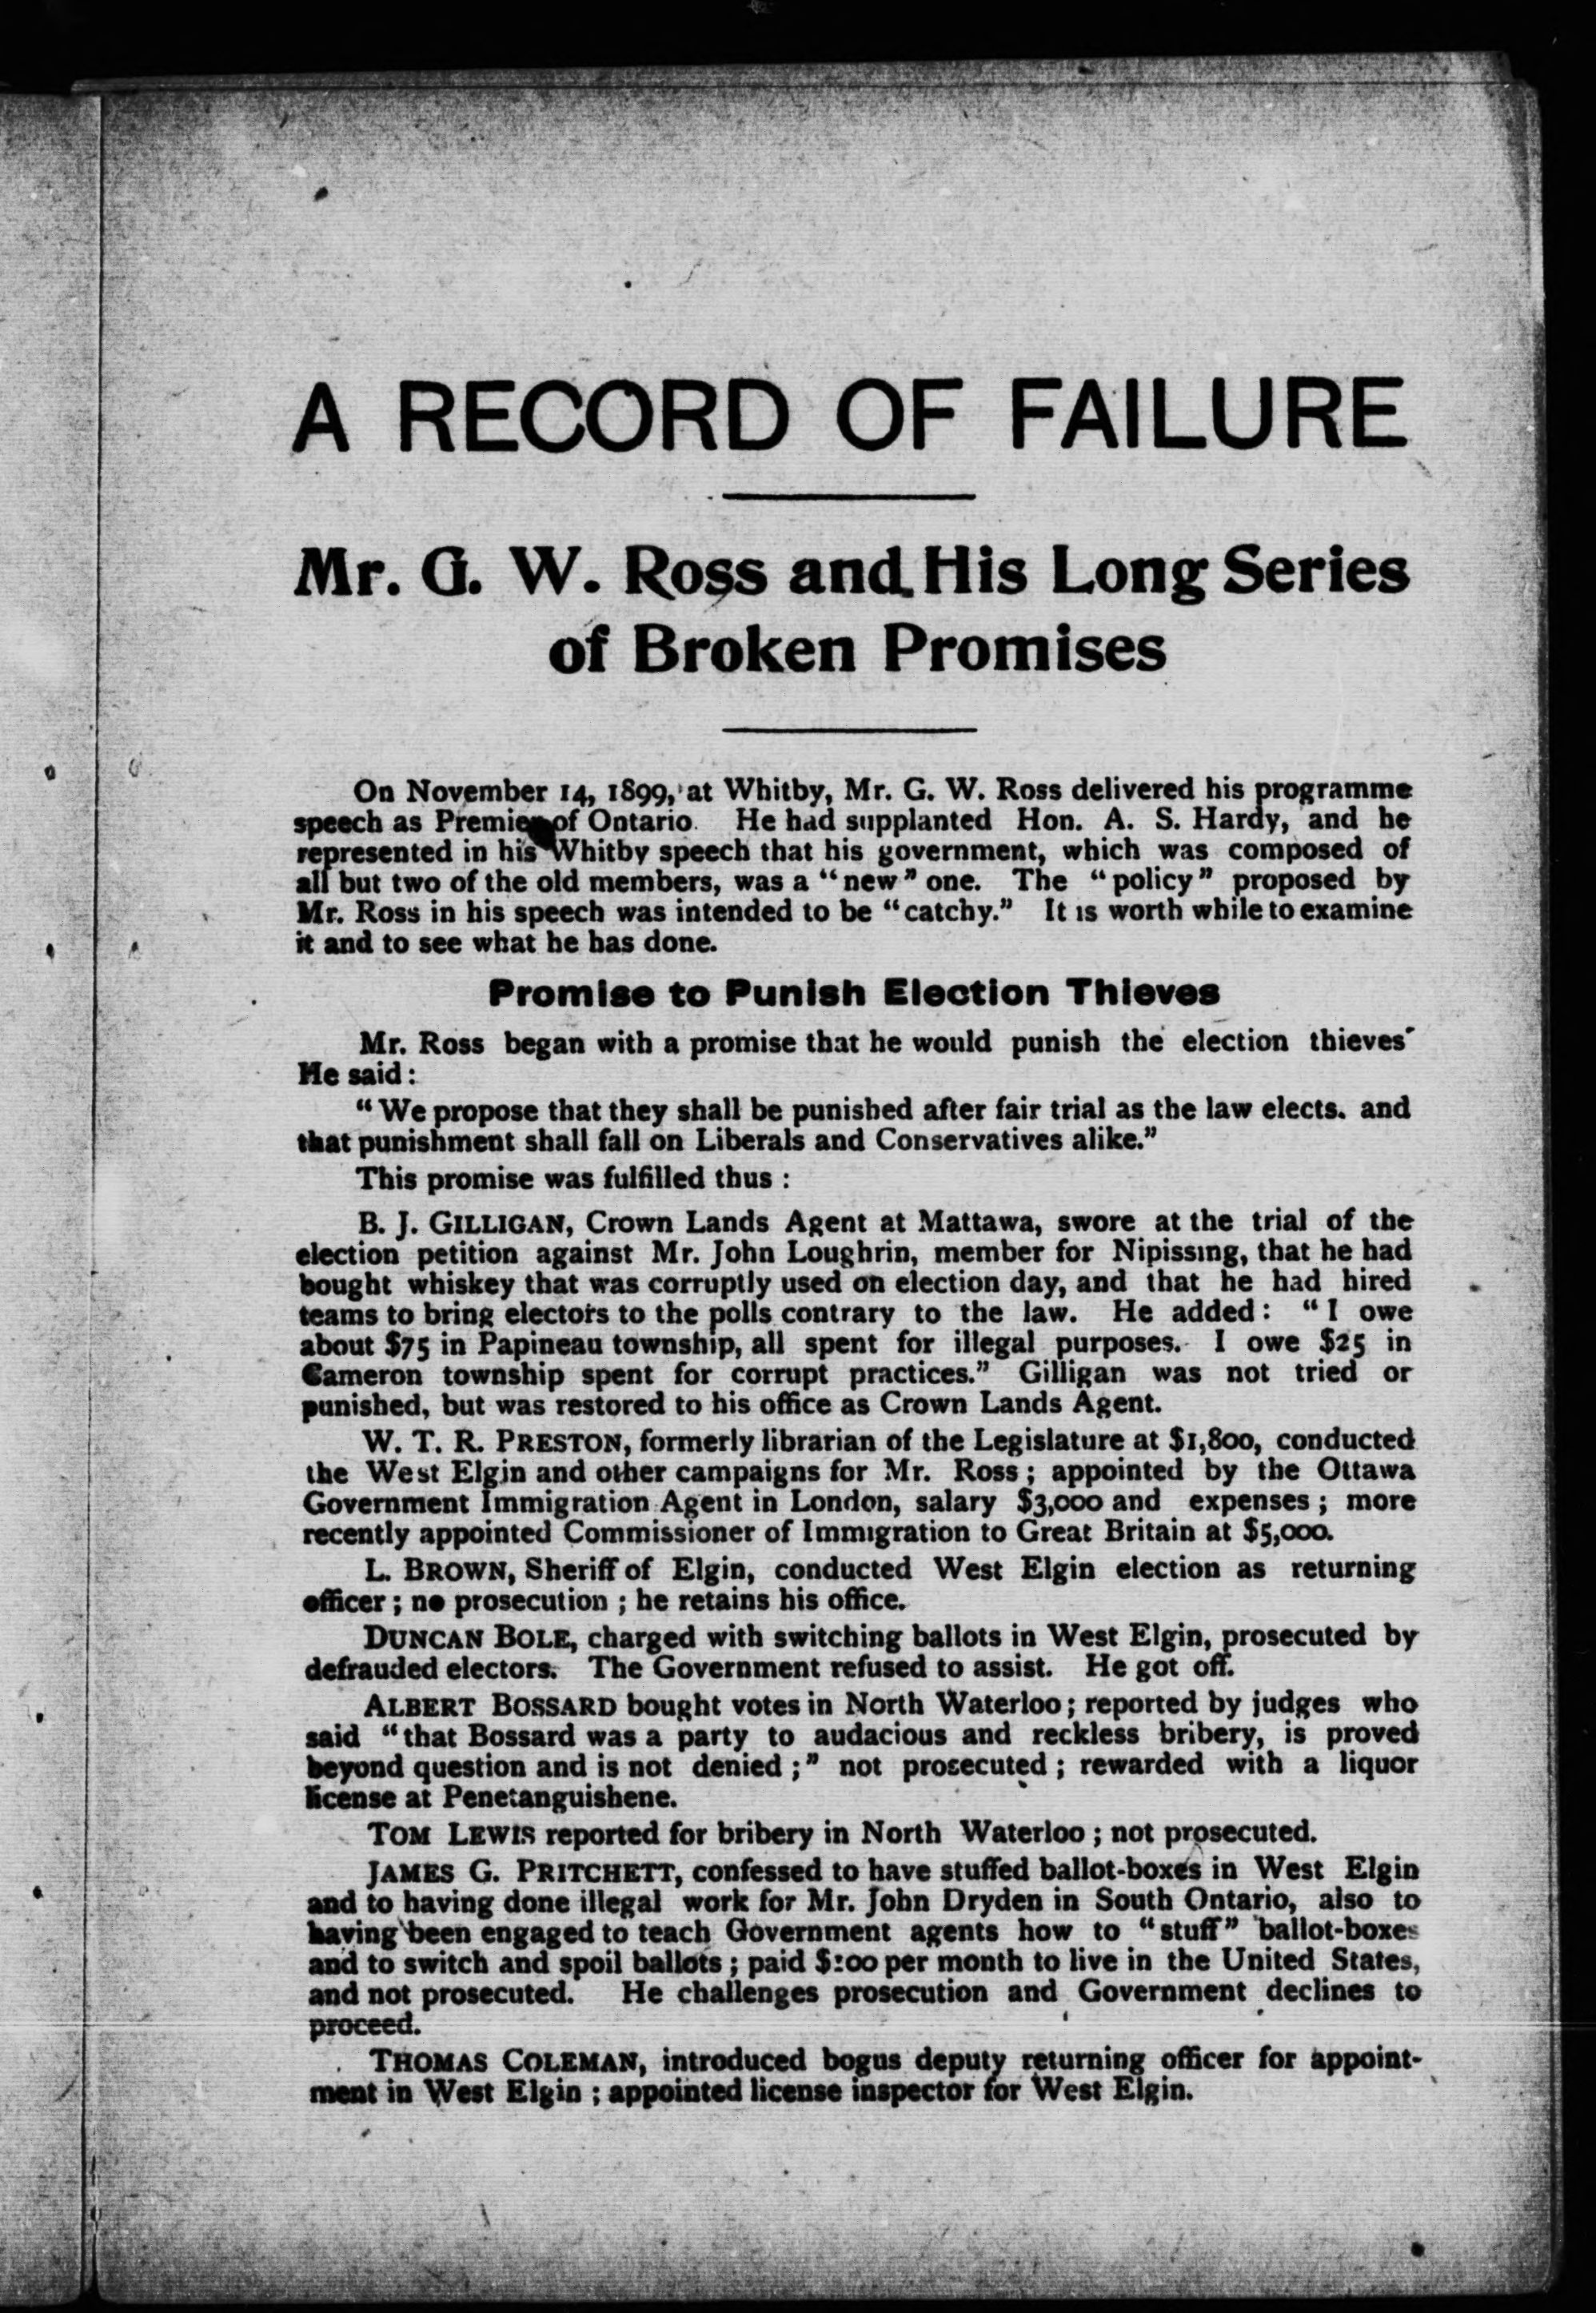 A RECORD OF FAILURE
Mr. G. W. Ross and His Long Series
of Broken Promises
On November 14, 1899, at Whitby, Mr. G. W. Ross delivered his programme
speech as Premier of Ontario. He had supplanted Hon. A. S. Hardy, and he
represented in his Whitby speech that his government, which was composed of
all but two of the old members, was a "new" one. The "policy" proposed by
Mr. Ross in his speech was intended to be "catchy." It is worth while to examine
it and to see what he has done.
Promise to Punish Election Thieves
Mr. Ross began with a promise that he would punish the election thieves
He said:
"We propose that they shall be punished after fair trial as the law elects. and
that punishment shall fall on Liberals and Conservatives alike."
This promise was fulfilled thus :
B. J. GILLIGAN, Crown Lands Agent at Mattawa, swore at the trial of the
election petition against Mr. John Loughrin, member for Nipissing, that he had
bought whiskey that was corruptly used on election day, and that he had hired
teams to bring electors to the polls contrary to the law. He added: "I owe
about $75 in Papineau township, all spent for illegal purposes. I owe $25 in
Cameron township spent for corrupt practices." Gilligan was not tried or
punished, but was restored to his office as Crown Lands Agent.
W. T. R. PRESTON, formerly librarian of the Legislature at $1,800, conducted
the West Elgin and other campaigns for Mr. Ross; appointed by the Ottawa
Government Immigration Agent in London, salary $3,000 and expenses; more
recently appointed Commissioner of Immigration to Great Britain at $5,000.
L. BROWN, Sheriff of Elgin, conducted West Elgin election as returning
officer; no prosecution ; he retains his office.
DUNCAN BOLE, charged with switching ballots in West Elgin, prosecuted by
defrauded electors. The Government refused to assist. He got off.
ALBERT BOSSARD bought votes in North Waterloo; reported by judges who
said "that Bossard was a party to audacious and reckless bribery, is proved
beyond question and is not denied ;" not prosecuted ; rewarded with a liquor
license at Penetanguishene.
TOM LEWIS reported for bribery in North Waterloo ; not prosecuted.
JAMES G. PRITCHETT, confessed to have stuffed ballot-boxes in West Elgin
and to having done illegal work for Mr. John Dryden in South Ontario, also to
having been engaged to teach Government agents how to "stuff" ballot-boxes
and to switch and spoil ballots ; paid $100 per month to live in the United States,
and not prosecuted. He challenges prosecution and Government declines to
proceed.
THOMAS COLEMAN, introduced bogus deputy returning officer for appoint-
ment in West Elgin ; appointed license inspector for West Elgin.